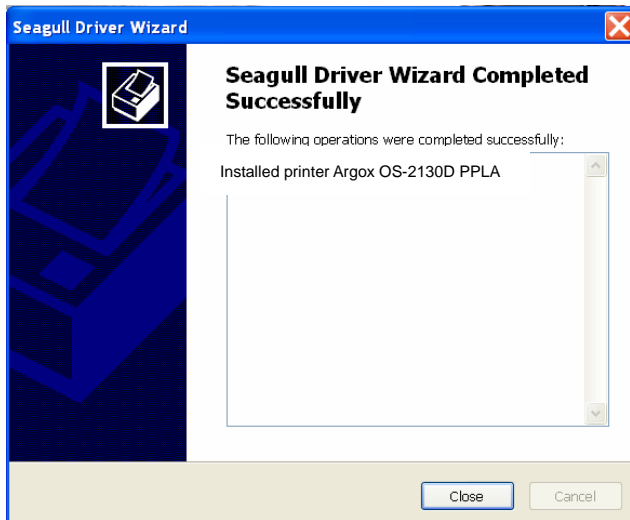 Seagull Driver Wizard
Seagull Driver Wizard Completed
Successfully
The following operations were completed successfully:
Installed printer Argox OS-2130D PPLA
Close
Cancel